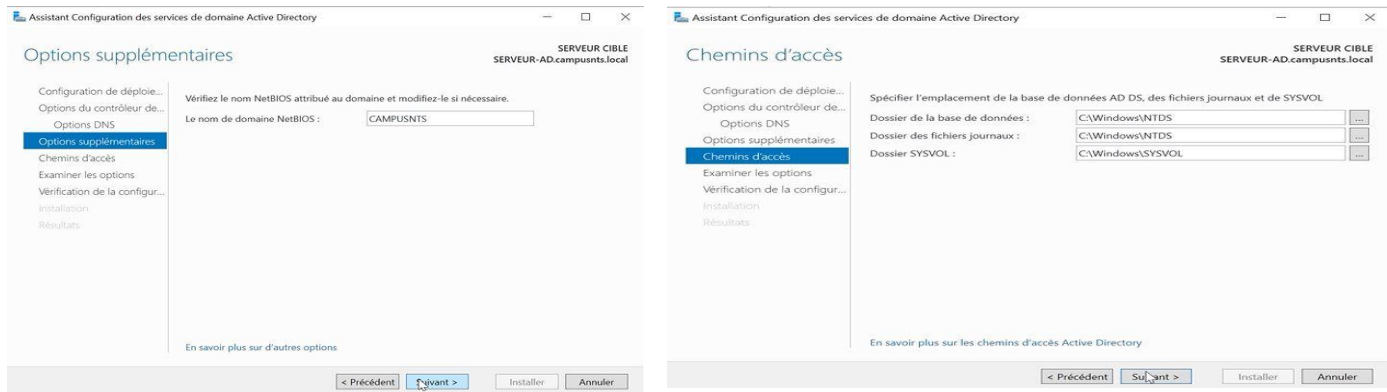 Assistant Configuration des services de domaine Active Directory
Options supplémentaires
SERVEUR CIBLE
SERVEUR-AD.campusnts.local
Configuration de déploie...
Options du contrôleur de...
Options DNS
Options supplémentaires
Chemins d'accès
Examiner les options
Vérification de la configur...
Installation
Résultats
Vérifiez le nom NetBIOS attribué au domaine et modifiez-le si nécessaire.
Le nom de domaine NetBIOS : CAMPUSNTS
En savoir plus sur d'autres options
< Précédent Suivant > Installer Annuler
Assistant Configuration des services de domaine Active Directory
Chemins d'accès
SERVEUR CIBLE
SERVEUR-AD.campusnts.local
Configuration de déploie...
Options du contrôleur de...
Options DNS
Options supplémentaires
Chemins d'accès
Examiner les options
Vérification de la configur...
Installation
Résultats
Spécifier l'emplacement de la base de données AD DS, des fichiers journaux et de SYSVOL
Dossier de la base de données : C:\Windows\NTDS ...
Dossier des fichiers journaux : C:\Windows\NTDS ...
Dossier SYSVOL : C:\Windows\SYSVOL ...
En savoir plus sur les chemins d'accès Active Directory
< Précédent Suivant > Installer Annuler